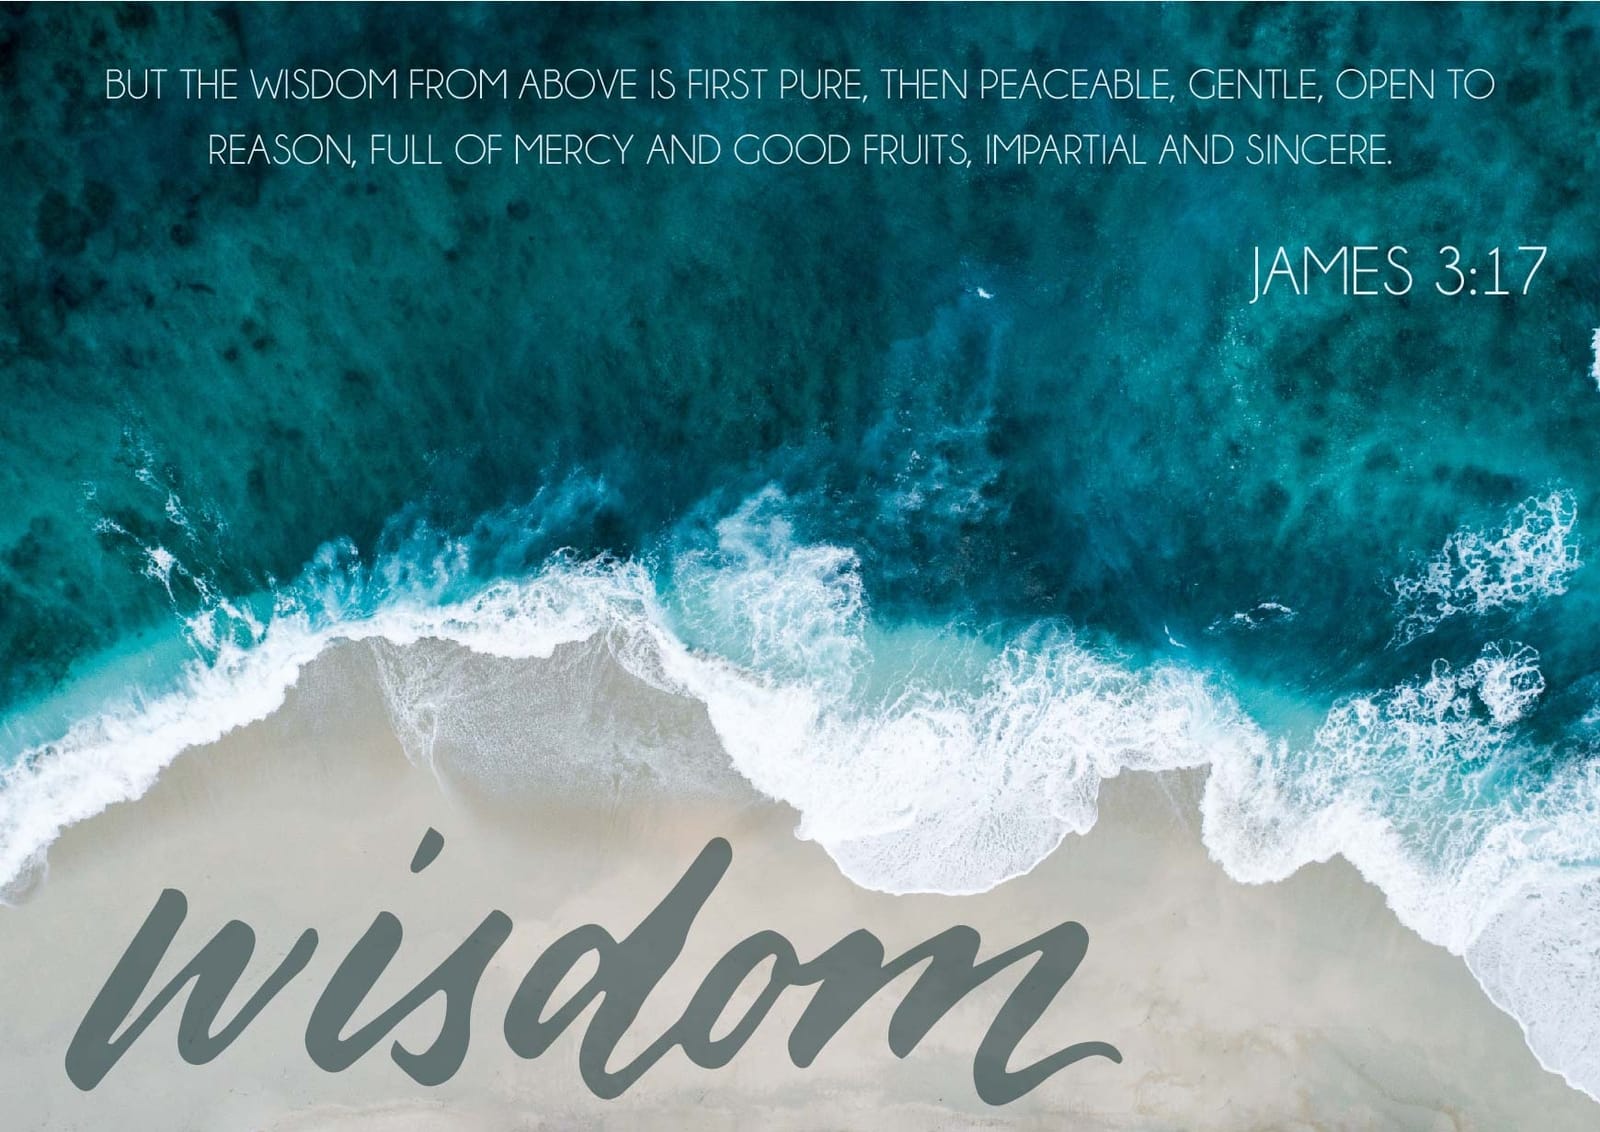 BUT THE WISDOM FROM ABOVE IS FIRST PURE, THEN PEACEABLE, GENTLE, OPEN TO
REASON, FULL OF MERCY AND GOOD FRUITS, IMPARTIAL AND SINCERE.
JAMES 3:17
wisdom